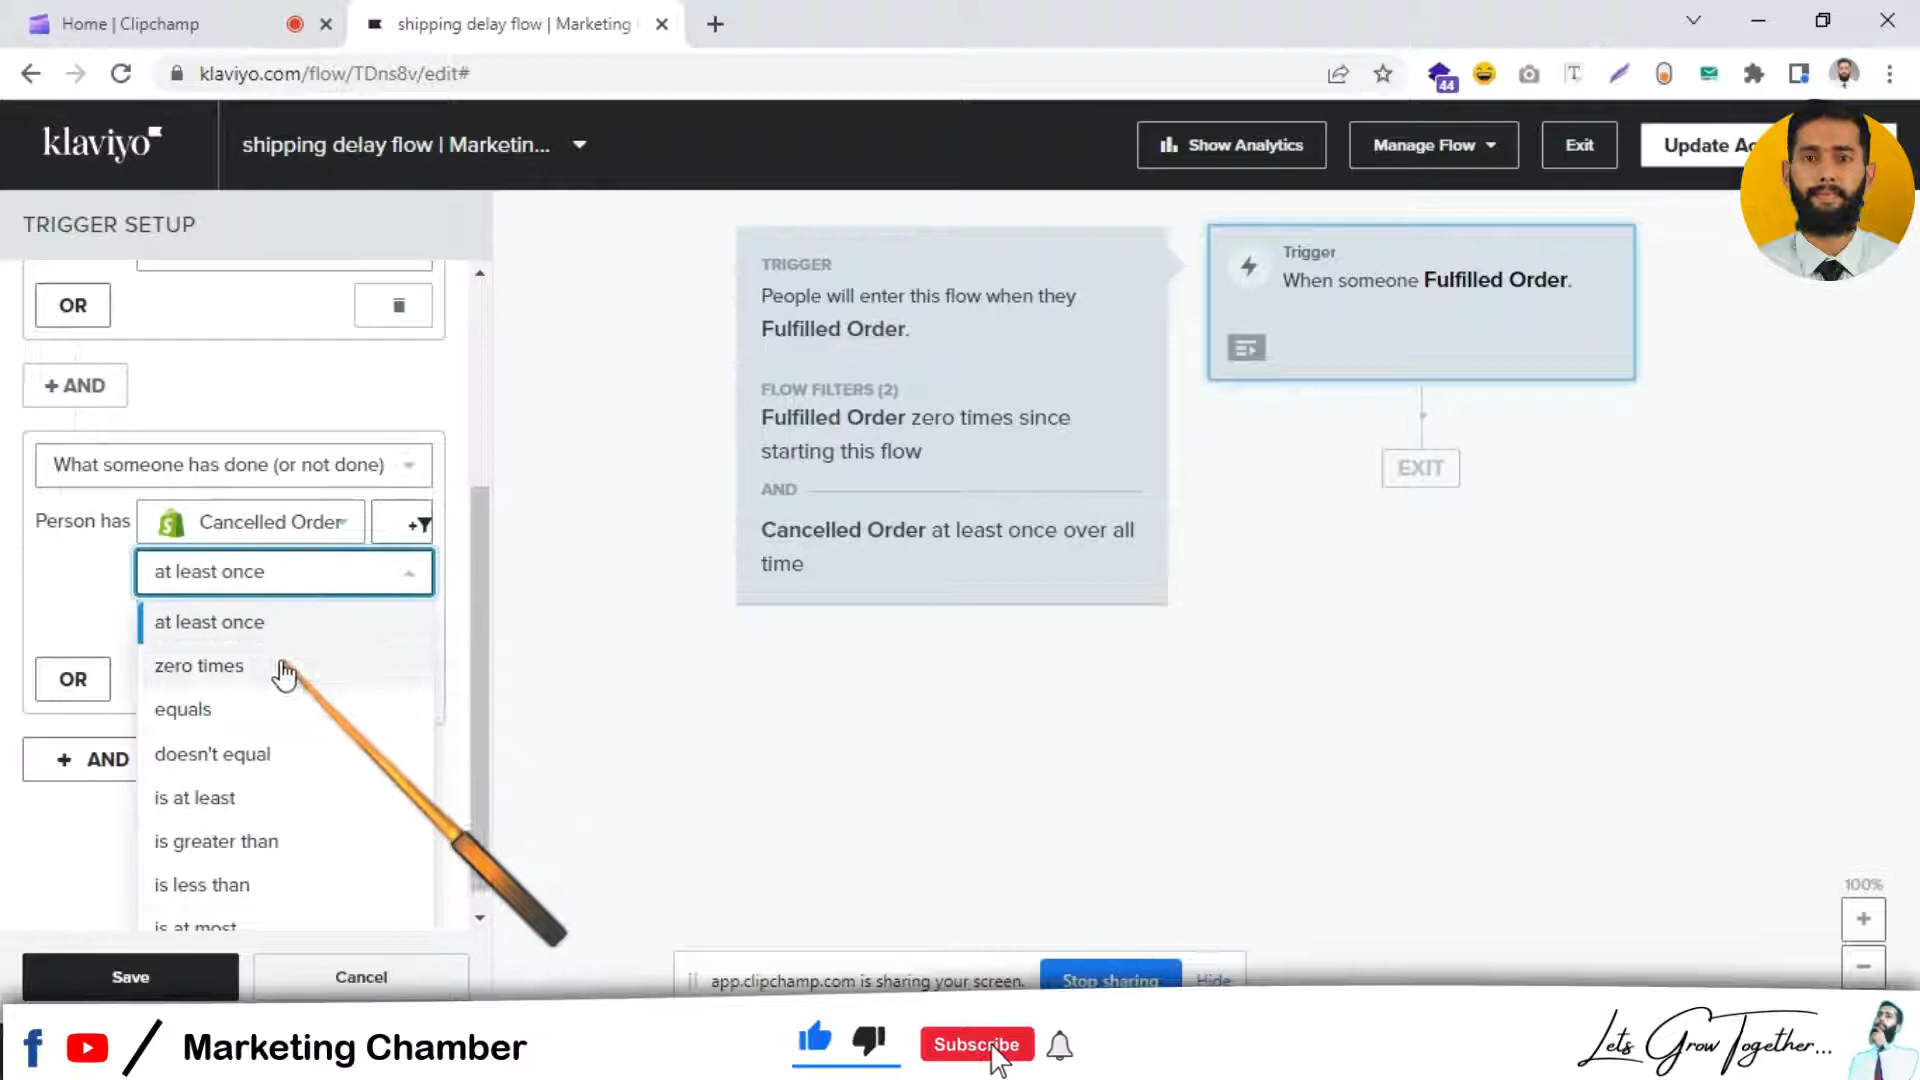 Home | Clipchamp
shipping delay flow | Marketing
klaviyo.com/flow/TDns8v/edit#
44
klaviyo
shipping delay flow | Marketin...
Show Analytics
Manage Flow
Exit
TRIGGER SETUP
OR
+ AND
What someone has done (or not done)
Person has
Cancelled Order
at least once
at least once
zero times
equals
doesn't equal
is at least
is greater than
is less than
is at most
OR
+ AND
Save
Cancel
TRIGGER
People will enter this flow when they
Fulfilled Order.
FLOW FILTERS (2)
Fulfilled Order zero times since
starting this flow
AND
Cancelled Order at least once over all
time
Trigger
When someone Fulfilled Order.
EXIT
Update
100%
app.clipchamp.com is sharing your screen.
Stop sharing
Hide
Marketing Chamber
Subscribe
Lets Grow Together...